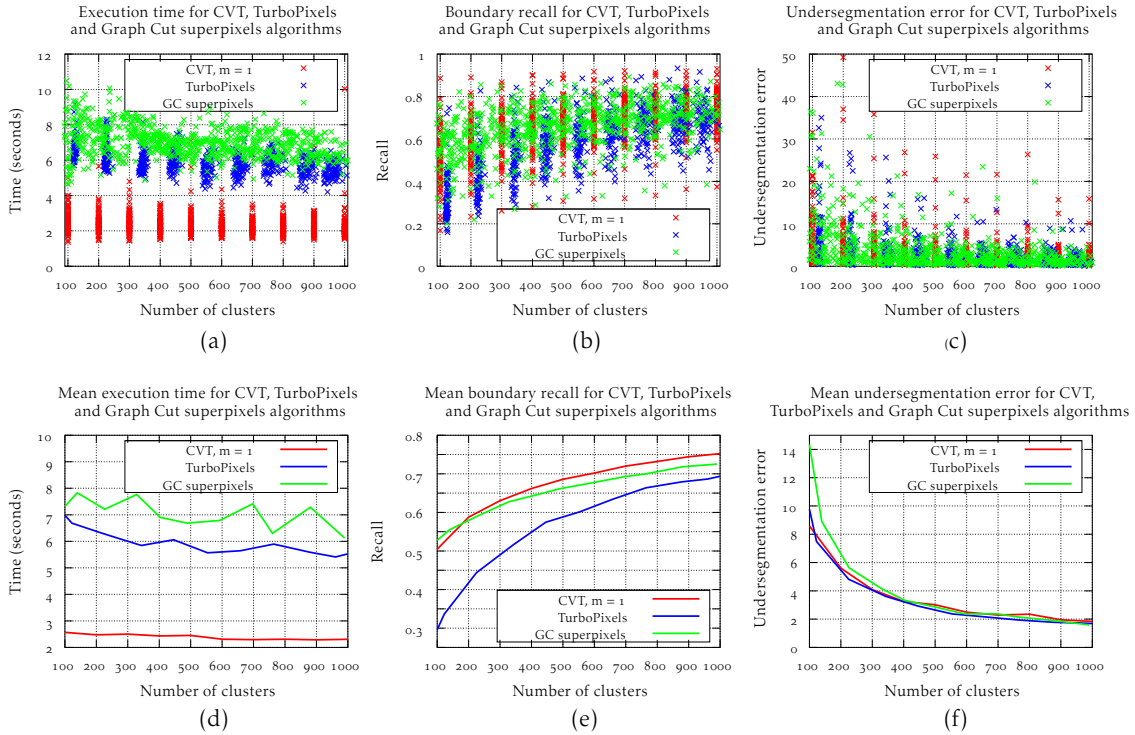 Execution time for CVT, TurboPixels
and Graph Cut superpixels algorithms
12
10
8
6
4
2
0
Time (seconds)
CVT, m = 1
TurboPixels
GC superpixels
100 200 300 400 500 600 700 800 900 1000
Number of clusters
(a)
Boundary recall for CVT, TurboPixels
and Graph Cut superpixels algorithms
1
0.8
0.6
0.4
0.2
0
Recall
CVT, m = 1
TurboPixels
GC superpixels
100 200 300 400 500 600 700 800 900 1000
Number of clusters
(b)
Undersegmentation error for CVT, TurboPixels
and Graph Cut superpixels algorithms
50
40
30
20
10
0
Undersegmentation error
CVT, m = 1
TurboPixels
GC superpixels
100 200 300 400 500 600 700 800 900 1000
Number of clusters
(c)
Mean execution time for CVT, TurboPixels
and Graph Cut superpixels algorithms
10
9
8
7
6
5
4
3
2
Time (seconds)
CVT, m = 1
TurboPixels
GC superpixels
100 200 300 400 500 600 700 800 900 1000
Number of clusters
(d)
Mean boundary recall for CVT, TurboPixels
and Graph Cut superpixels algorithms
0.8
0.7
0.6
0.5
0.4
0.3
Recall
CVT, m = 1
TurboPixels
GC superpixels
100 200 300 400 500 600 700 800 900 1000
Number of clusters
(e)
Mean undersegmentation error for CVT,
TurboPixels and Graph Cut superpixels algorithms
14
12
10
8
6
4
2
0
Undersegmentation error
CVT, m = 1
TurboPixels
GC superpixels
100 200 300 400 500 600 700 800 900 1000
Number of clusters
(f)